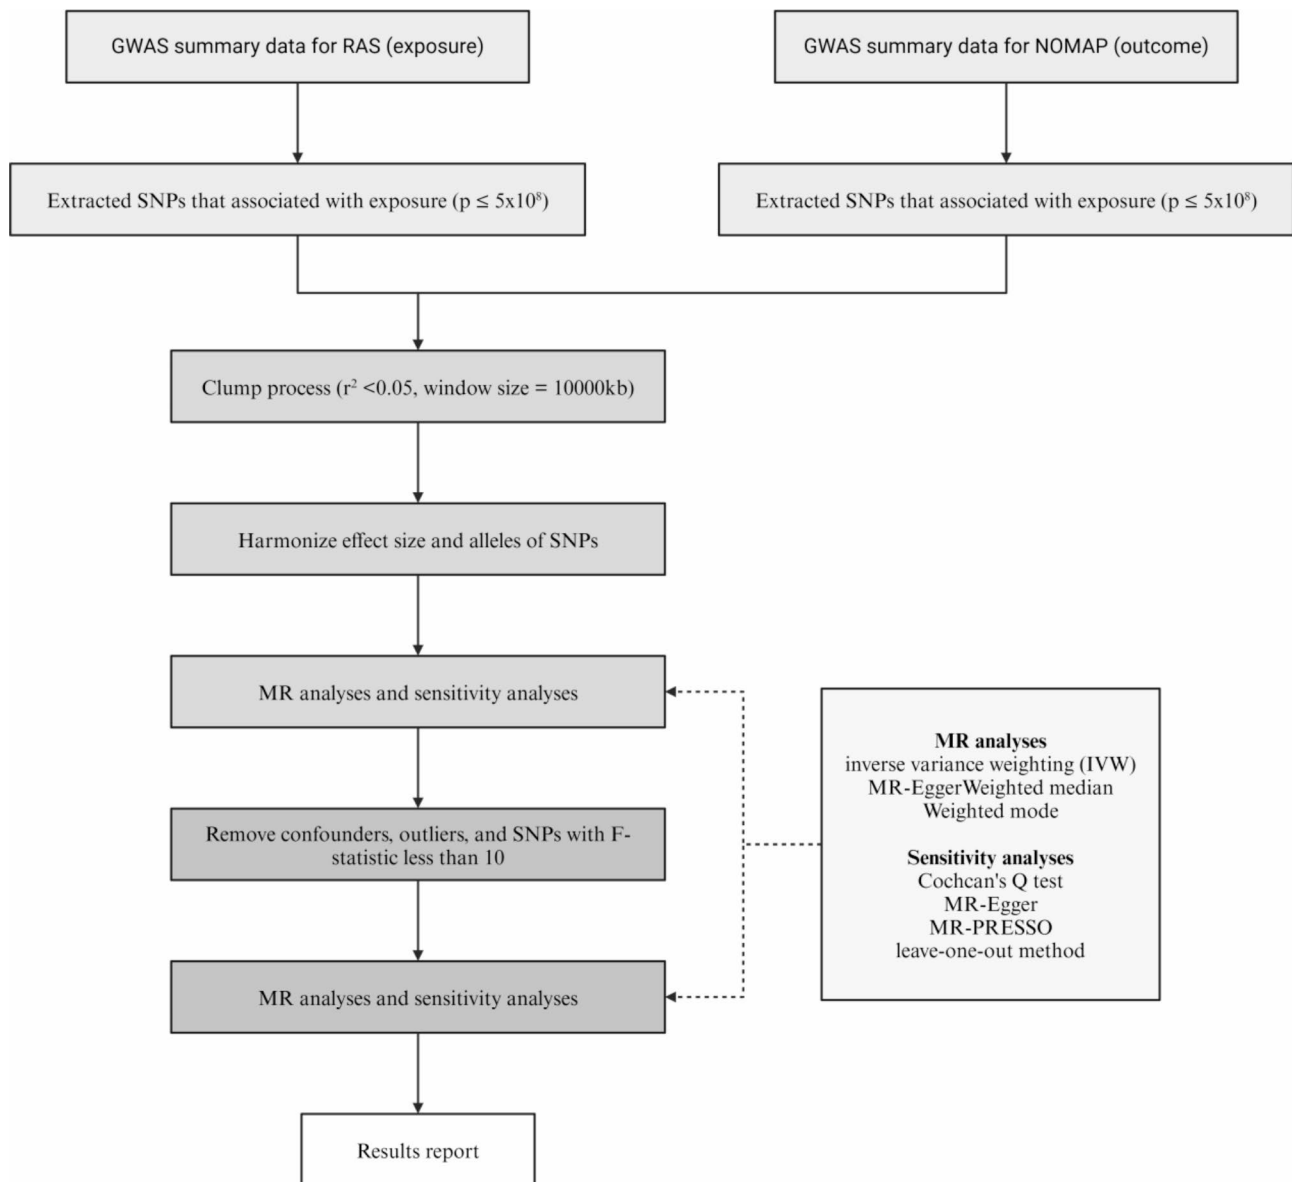 GWAS summary data for RAS (exposure)
GWAS summary data for NOMAP (outcome)
Extracted SNPs that associated with exposure (p ≤ 5x10⁸)
Extracted SNPs that associated with exposure (p ≤ 5x10⁸)
Clump process (r² <0.05, window size = 10000kb)
Harmonize effect size and alleles of SNPs
MR analyses and sensitivity analyses
Remove confounders, outliers, and SNPs with F-
statistic less than 10
MR analyses and sensitivity analyses
Results report
MR analyses
inverse variance weighting (IVW)
MR-EggerWeighted median
Weighted mode
Sensitivity analyses
Cochcan's Q test
MR-Egger
MR-PRESSO
leave-one-out method